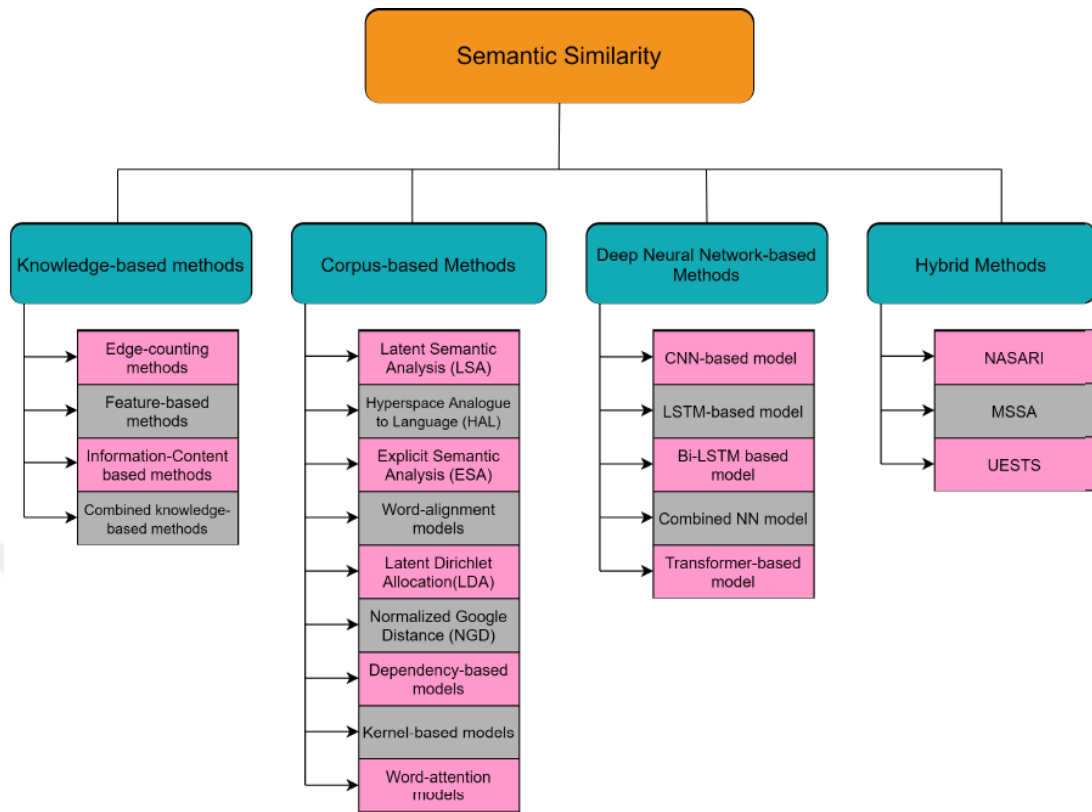 Semantic Similarity
Knowledge-based methods
Edge-counting
methods
Feature-based
methods
Information-Content
based methods
Combined knowledge-
based methods
Corpus-based Methods
Latent Semantic
Analysis (LSA)
Hyperspace Analogue
to Language (HAL)
Explicit Semantic
Analysis (ESA)
Word-alignment
models
Latent Dirichlet
Allocation(LDA)
Normalized Google
Distance (NGD)
Dependency-based
models
Kernel-based models
Word-attention
models
Deep Neural Network-based
Methods
CNN-based model
LSTM-based model
Bi-LSTM based
model
Combined NN model
Transformer-based
model
Hybrid Methods
NASARI
MSSA
UESTS